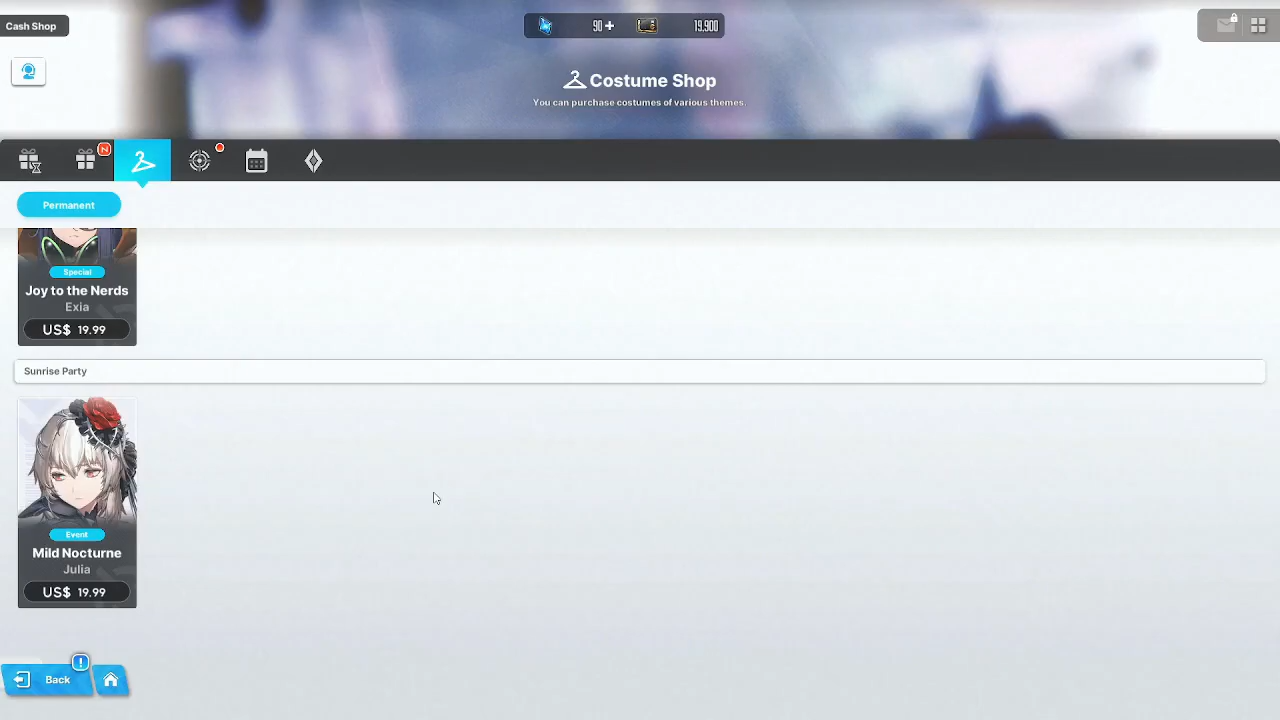 Cash Shop
90 +
19,900
Costume Shop
You can purchase costumes of various themes.
N
Permanent
Special
Joy to the Nerds
Exia
US$ 19.99
Sunrise Party
Event
Mild Nocturne
Julia
US$ 19.99
!
Back